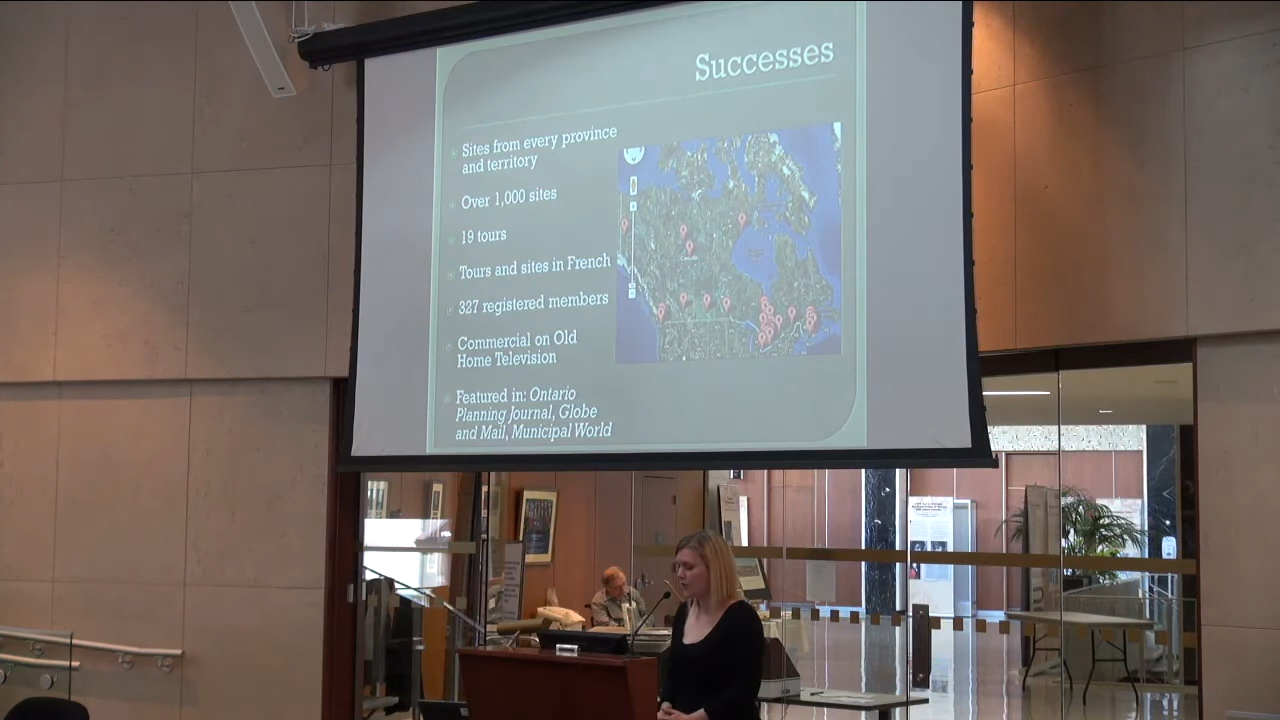 Successes
Sites from every province
and territory
Over 1,000 sites
19 tours
Tours and sites in French
327 registered members
Commercial on Old
Home Television
Featured in: Ontario
Planning Journal, Globe
and Mail, Municipal World
Canada